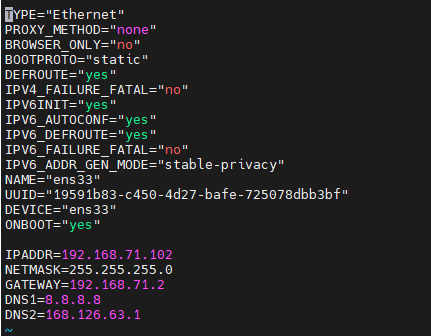 TYPE="Ethernet"
PROXY_METHOD="none"
BROWSER_ONLY="no"
BOOTPROTO="static"
DEFROUTE="yes"
IPV4_FAILURE_FATAL="no"
IPV6INIT="yes"
IPV6_AUTOCONF="yes"
IPV6_DEFROUTE="yes"
IPV6_FAILURE_FATAL="no"
IPV6_ADDR_GEN_MODE="stable-privacy"
NAME="ens33"
UUID="19591b83-c450-4d27-bafe-725078dbb3bf"
DEVICE="ens33"
ONBOOT="yes"

IPADDR=192.168.71.102
NETMASK=255.255.255.0
GATEWAY=192.168.71.2
DNS1=8.8.8.8
DNS2=168.126.63.1
~